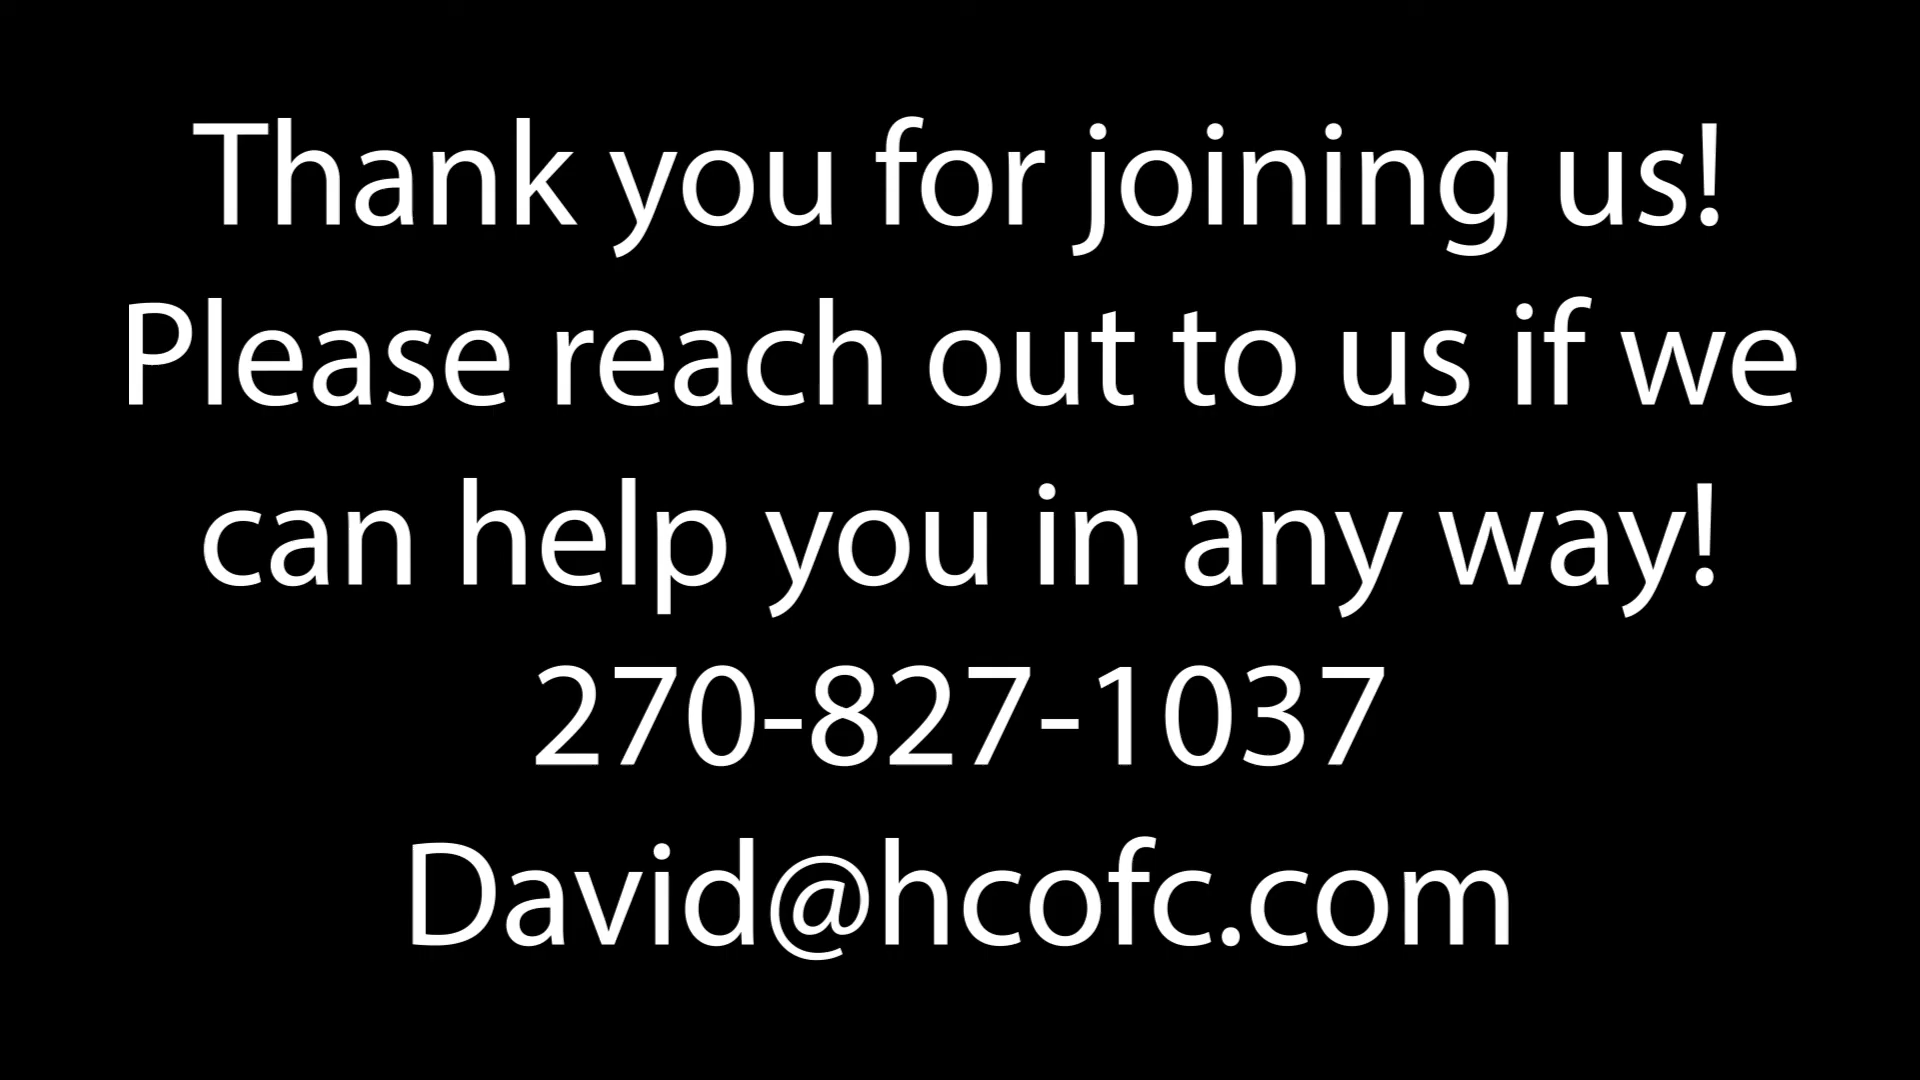 Thank you for joining us!
Please reach out to us if we
can help you in any way!
270-827-1037
David@hcofc.com